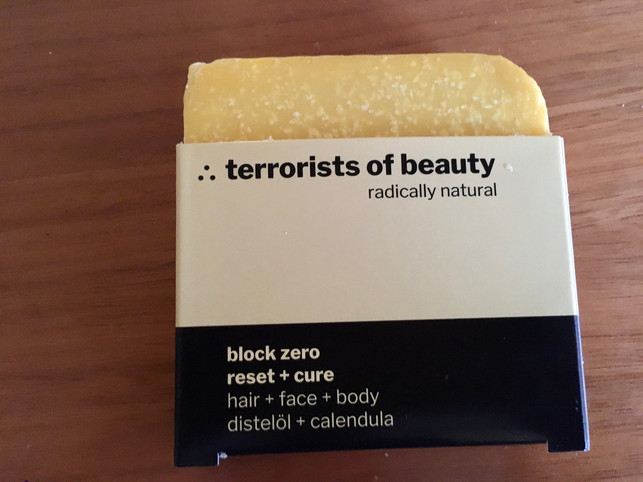 ∴ terrorists of beauty
radically natural
block zero
reset + cure
hair + face + body
distelöl + calendula